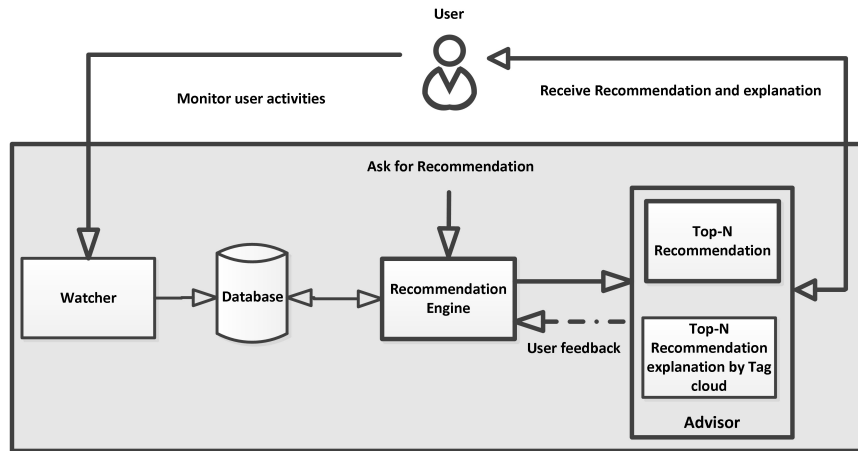 User
Monitor user activities
Receive Recommendation and explanation
Ask for Recommendation
Watcher
Database
Recommendation
Engine
User feedback
Top-N
Recommendation
Top-N
Recommendation
explanation by Tag
cloud
Advisor